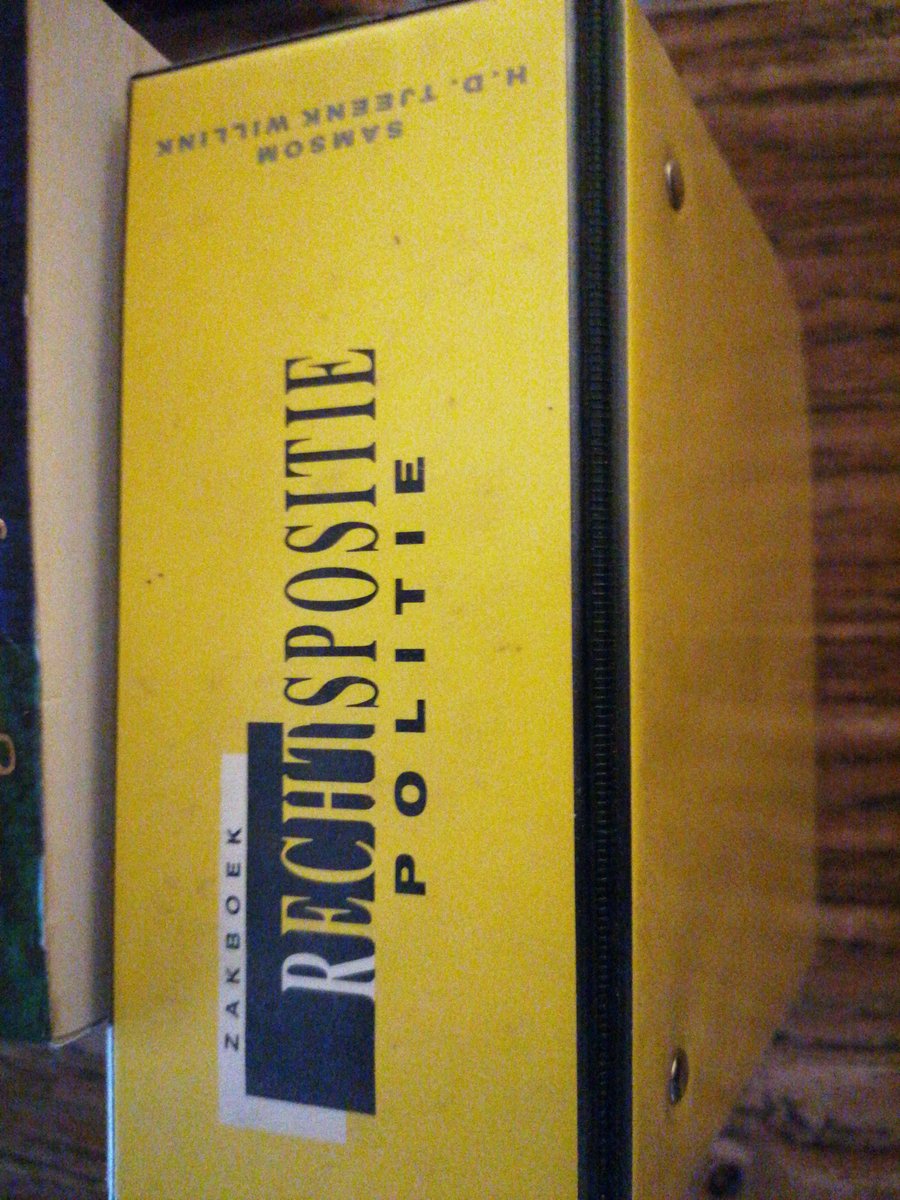 ZAKBOEK
RECHTSPOSITIE
POLITIE
SAMSOM
H.D. TJEENK WILLINK